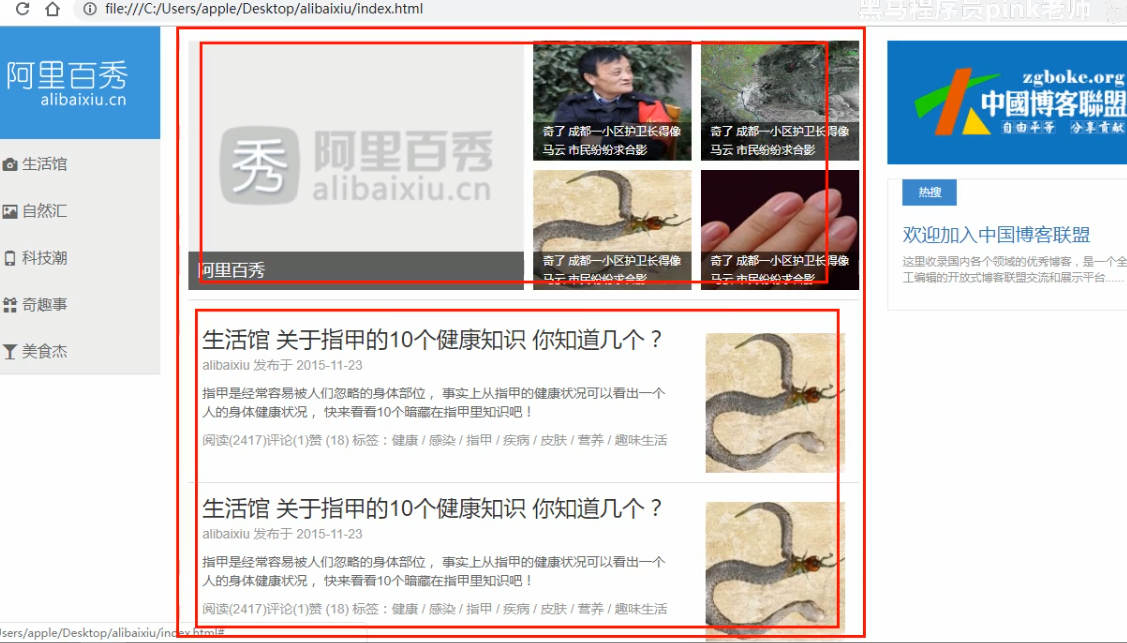 file:///C:/Users/apple/Desktop/alibaixiu/index.html
黑马程序员pink老师
阿里百秀
alibaixiu.cn
生活馆
自然汇
科技潮
奇趣事
美食杰
秀
阿里百秀
alibaixiu.cn
阿里百秀
奇了 成都一小区护卫长得像
马云 市民纷纷求合影
奇了 成都一小区护卫长得像
马云 市民纷纷求合影
奇了 成都一小区护卫长得像
马云 市民纷纷求合影
奇了 成都一小区护卫长得像
马云 市民纷纷求合影
生活馆 关于指甲的10个健康知识 你知道几个？
alibaixiu 发布于 2015-11-23
指甲是经常容易被人们忽略的身体部位， 事实上从指甲的健康状况可以看出一个
人的身体健康状况， 快来看看10个暗藏在指甲里知识吧！
阅读(2417)评论(1)赞 (18) 标签：健康 / 感染 / 指甲 / 疾病 / 皮肤 / 营养 / 趣味生活
生活馆 关于指甲的10个健康知识 你知道几个？
alibaixiu 发布于 2015-11-23
指甲是经常容易被人们忽略的身体部位， 事实上从指甲的健康状况可以看出一个
人的身体健康状况， 快来看看10个暗藏在指甲里知识吧！
阅读(2417)评论(1)赞 (18) 标签：健康 / 感染 / 指甲 / 疾病 / 皮肤 / 营养 / 趣味生活
zgboke.org
中國博客聯盟
自由平等 分享贡献
热搜
欢迎加入中国博客联盟
这里收录国内各个领域的优秀博客，是一个全
工编辑的开放式博客联盟交流和展示平台......
sers/apple/Desktop/alibaixiu/index.html#